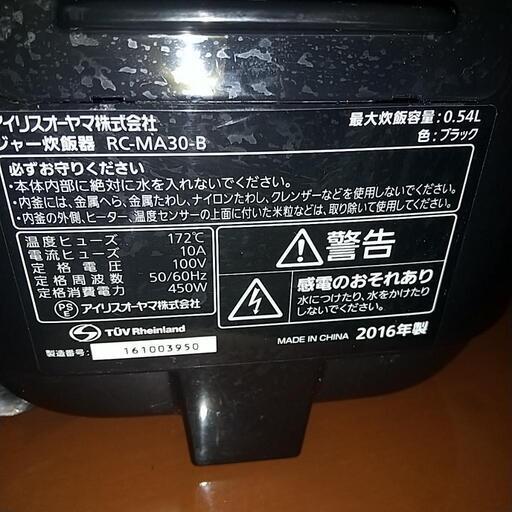 アイリスオーヤマ株式会社
最大炊飯容量:0.54L
ジャー炊飯器 RC-MA30-B
色:ブラック
必ずお守りください
・本体内部に絶対に水を入れないでください。
・内釜には、金属へら、金属たわし、ナイロンたわし、クレンザーなどを使用しないでください。
・内釜の外側、ヒーター、温度センサーの上面に付いた米粒などは、取り除いて使用してください。
温度ヒューズ 172℃
電流ヒューズ 10A
定格電圧 100V
定格周波数 50/60Hz
定格消費電力 450W
PS E アイリスオーヤマ株式会社
TÜV Rheinland
製造番号: 161003950
警告
感電のおそれあり
水につけたり、水をかけたり
しないでください。
MADE IN CHINA 2016年製